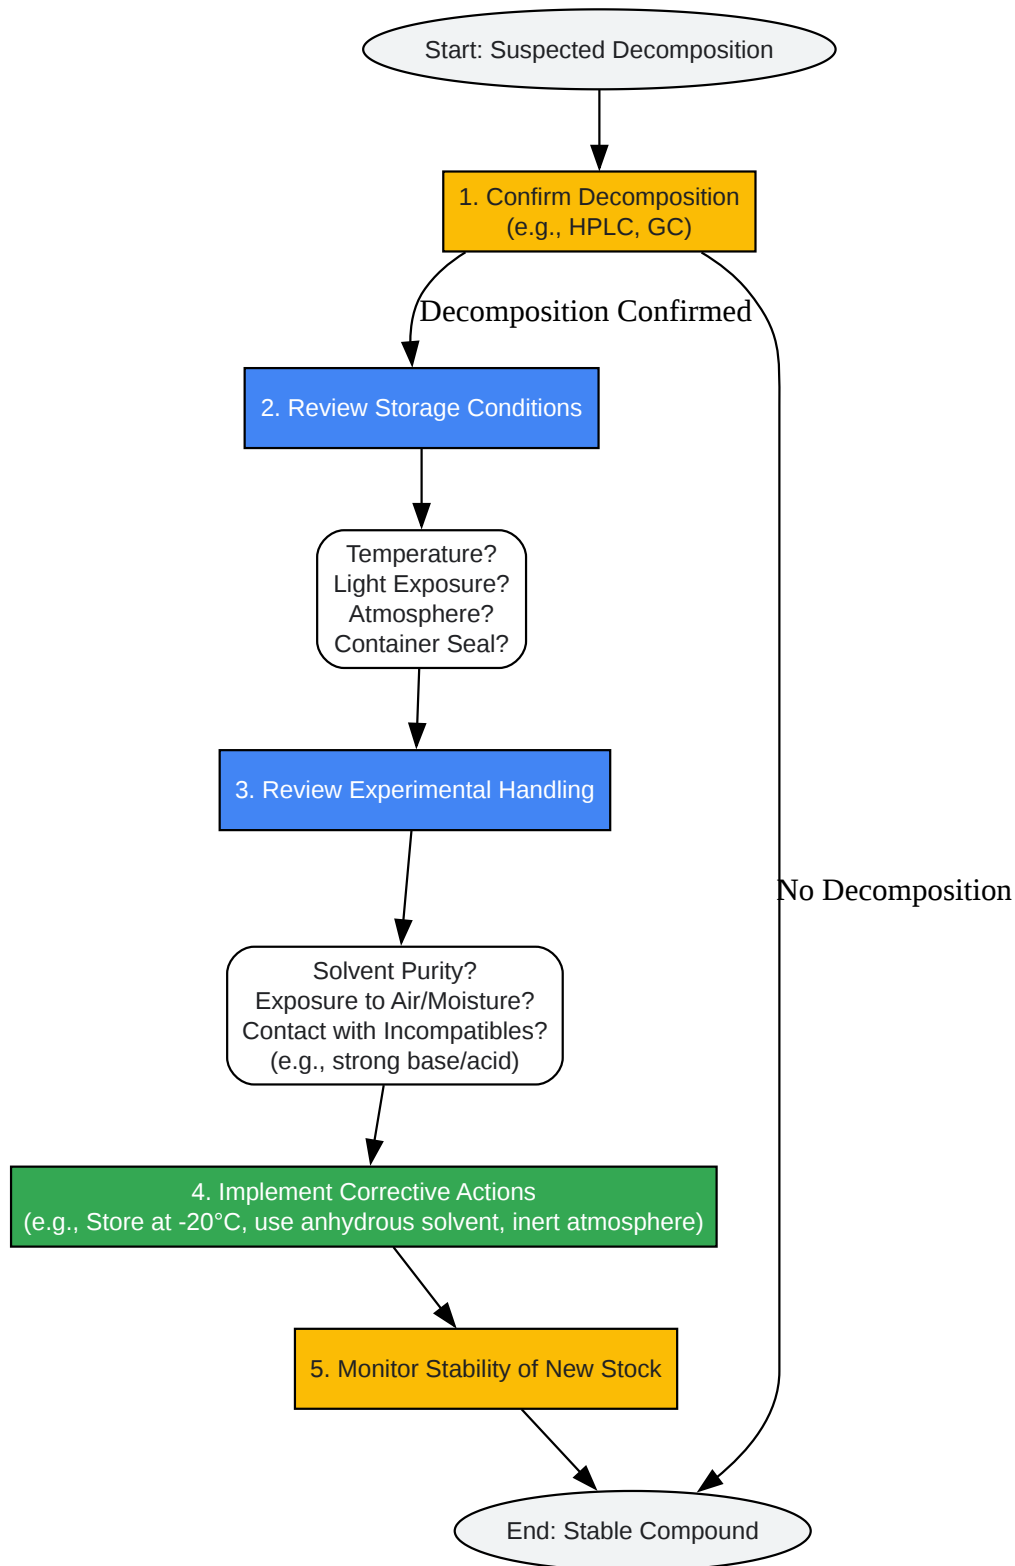 Start: Suspected Decomposition
1. Confirm Decomposition
(e.g., HPLC, GC)
Decomposition Confirmed
2. Review Storage Conditions
Temperature?
Light Exposure?
Atmosphere?
Container Seal?
3. Review Experimental Handling
No Decomposition
Solvent Purity?
Exposure to Air/Moisture?
Contact with Incompatibles?
(e.g., strong base/acid)
4. Implement Corrective Actions
(e.g., Store at -20°C, use anhydrous solvent, inert atmosphere)
5. Monitor Stability of New Stock
End: Stable Compound